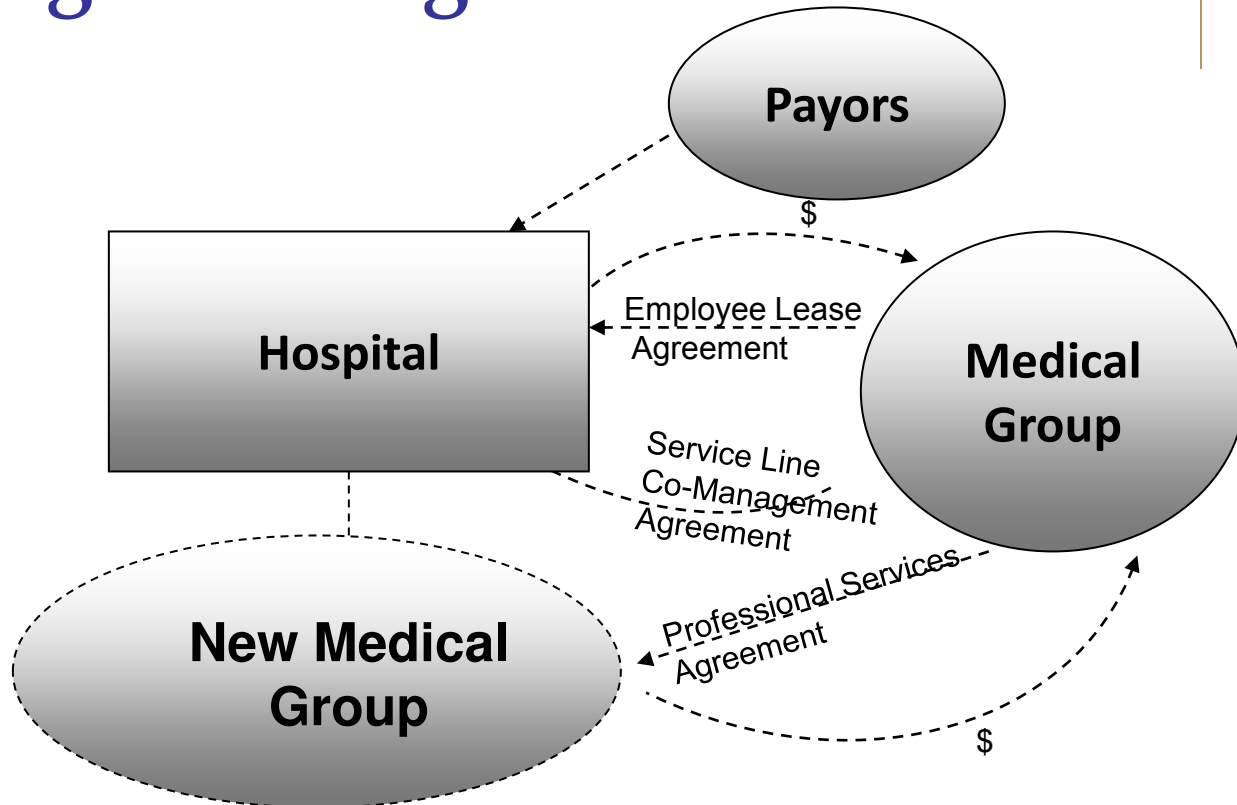 Payors
$
Employee Lease
Agreement
Hospital
Medical
Group
Service Line
Co-Management
Agreement
Professional Services
Agreement
New Medical
Group
$